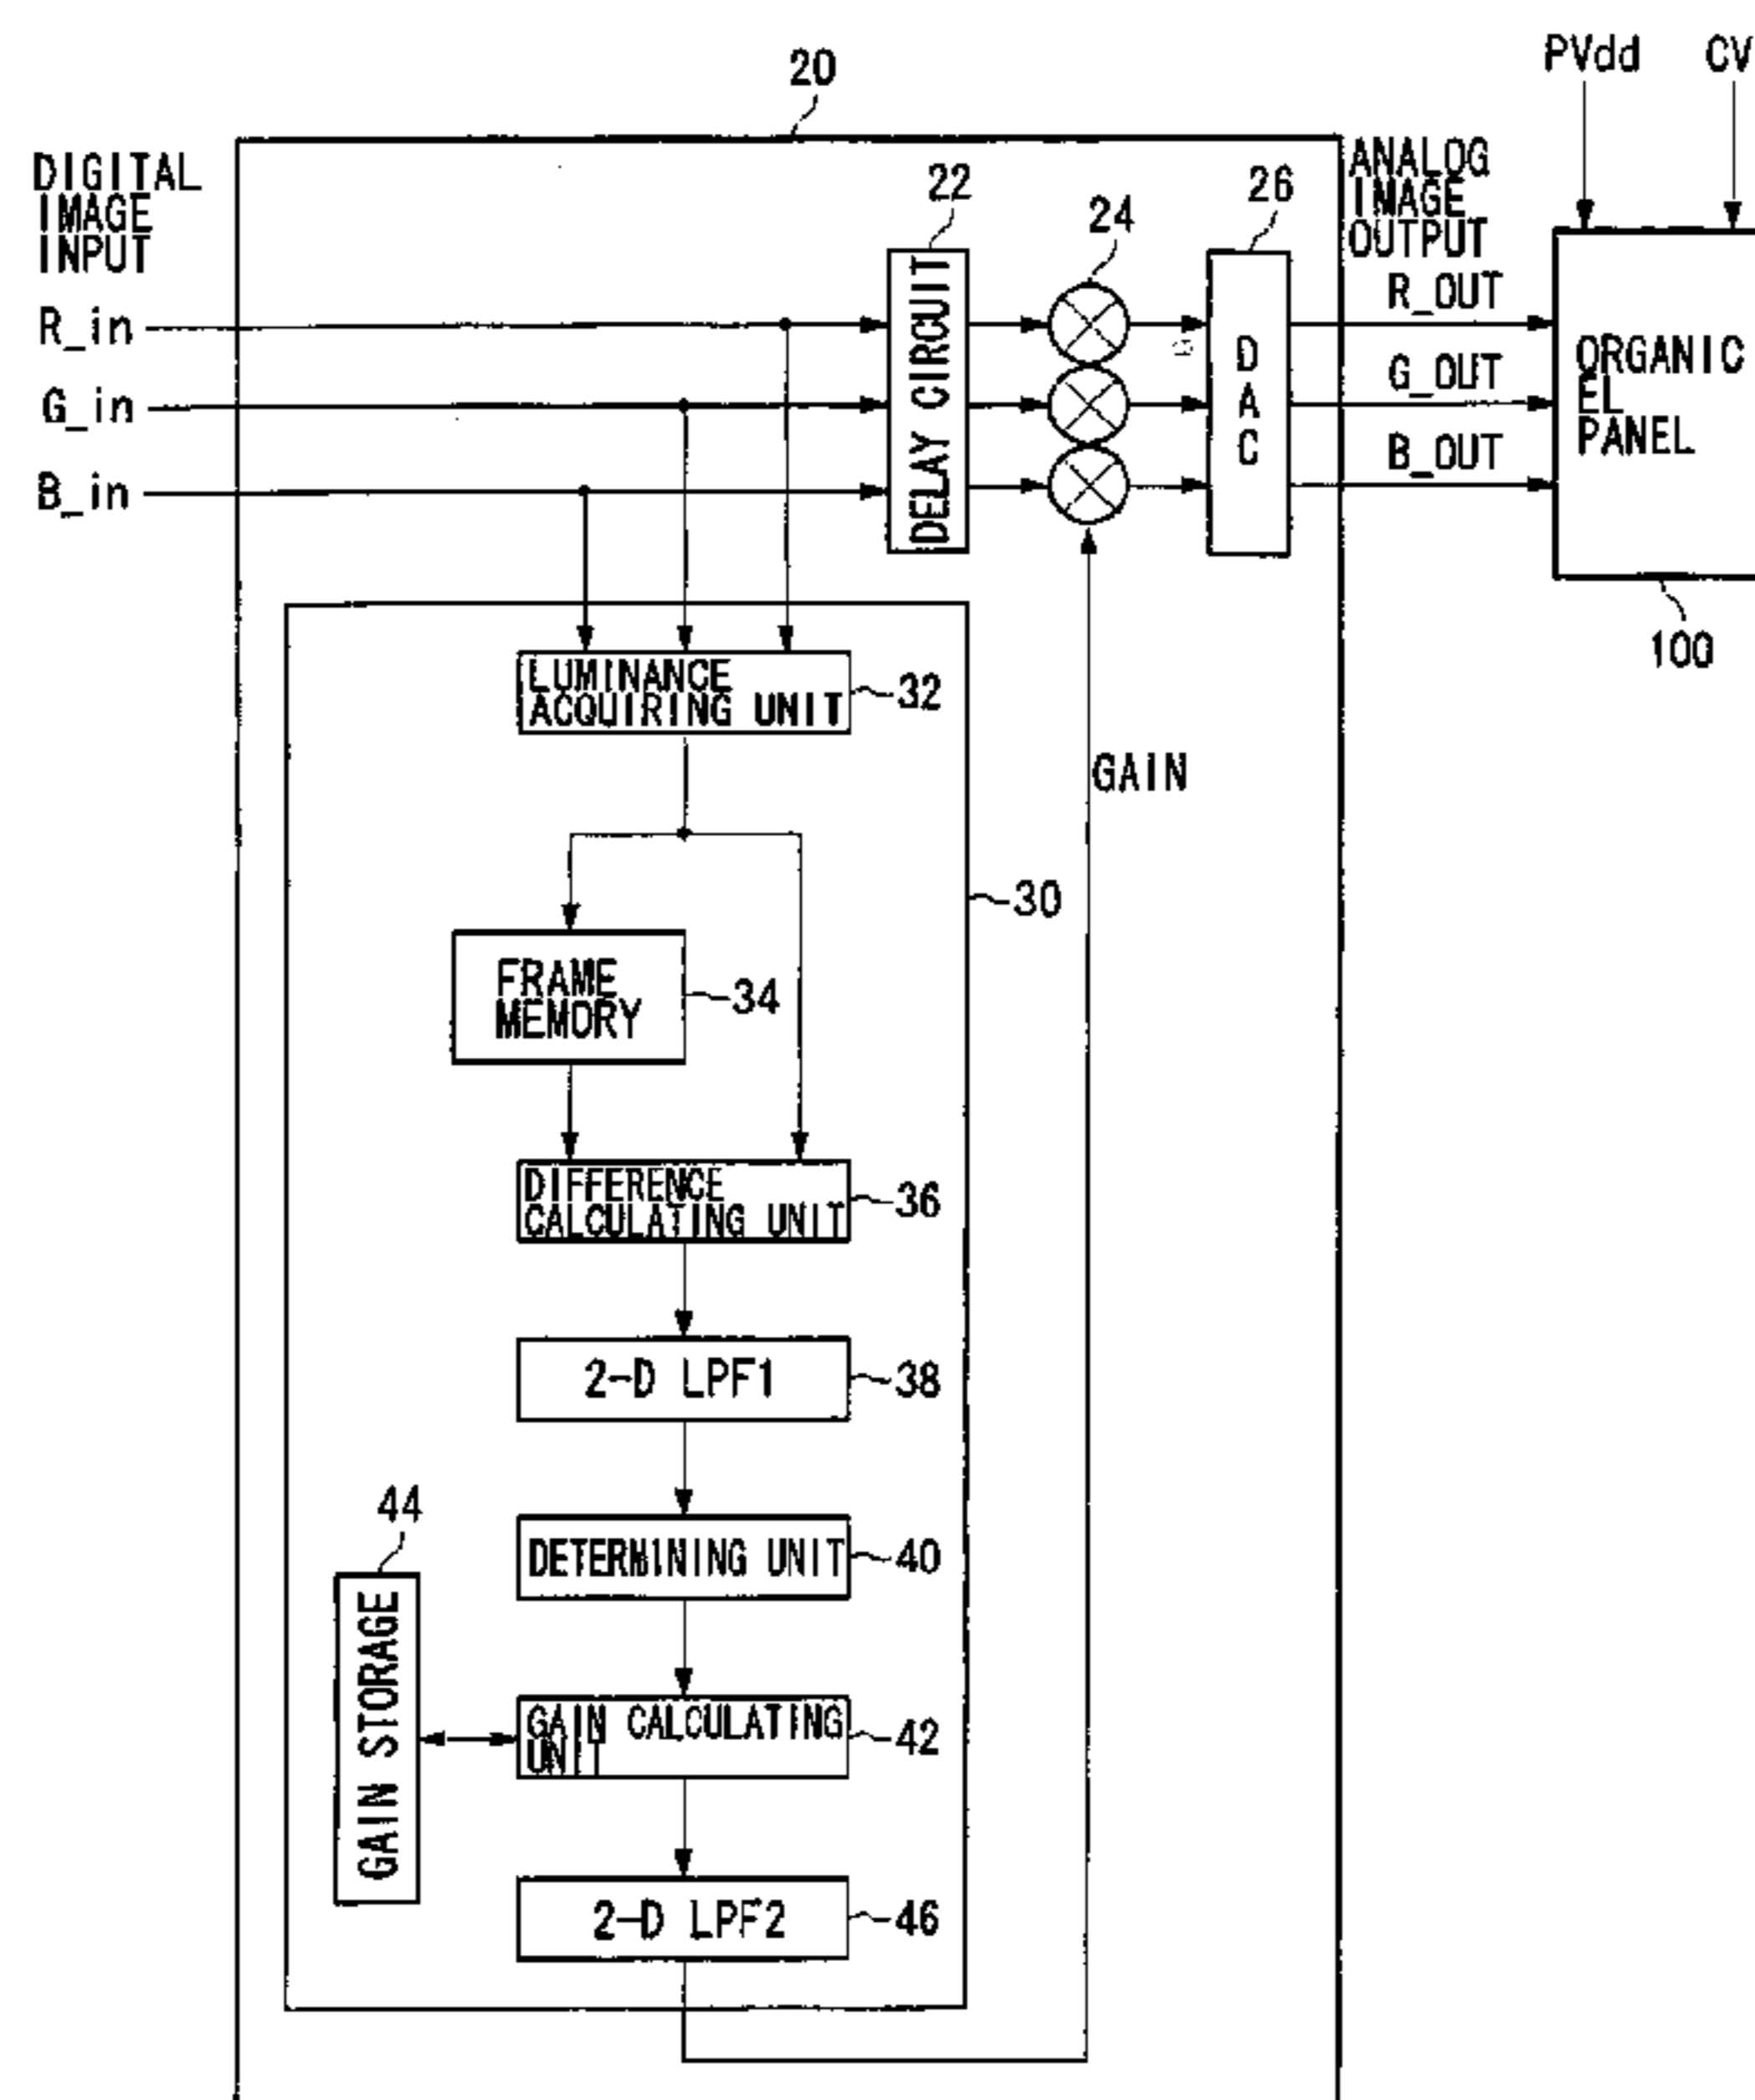 20
PVdd
CV
DIGITAL
IMAGE
INPUT
22
24
26
ANALOG
IMAGE
OUTPUT
R_in
G_in
B_in
DELAY CIRCUIT
D
A
C
R_OUT
G_OUT
B_OUT
ORGANIC
EL
PANEL
100
LUMINANCE
ACQUIRING UNIT
32
GAIN
30
FRAME
MEMORY
34
DIFFERENCE
CALCULATING UNIT
36
2-D LPF1
38
44
DETERMINING UNIT
40
GAIN STORAGE
GAIN CALCULATING
UNIT
42
2-D LPF2
46